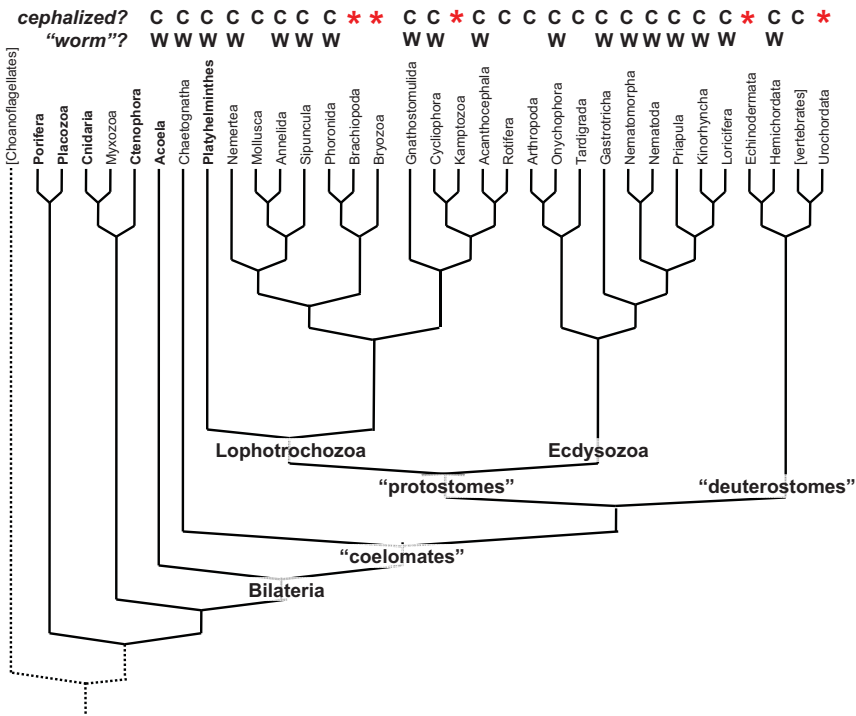 cephalized? C C C C C C C C * * C C * C C C C C C C C C C C * C C *
“worm”? W W W W W W W W W W W W W W W W W W
[Choanoflagellates]
Porifera
Placozoa
Cnidaria
Myxozoa
Ctenophora
Acoela
Chaetognatha
Platyhelminthes
Nemertea
Mollusca
Annelida
Sipuncula
Phoronida
Brachiopoda
Bryozoa
Gnathostomulida
Cycliophora
Kamptozoa
Acanthocephala
Rotifera
Arthropoda
Onychophora
Tardigrada
Gastrotricha
Nematomorpha
Nematoda
Priapula
Kinorhyncha
Loricifera
Echinodermata
Hemichordata
[vertebrates]
Urochordata
Lophotrochozoa
Ecdysozoa
“protostomes”
“deuterostomes”
“coelomates”
Bilateria